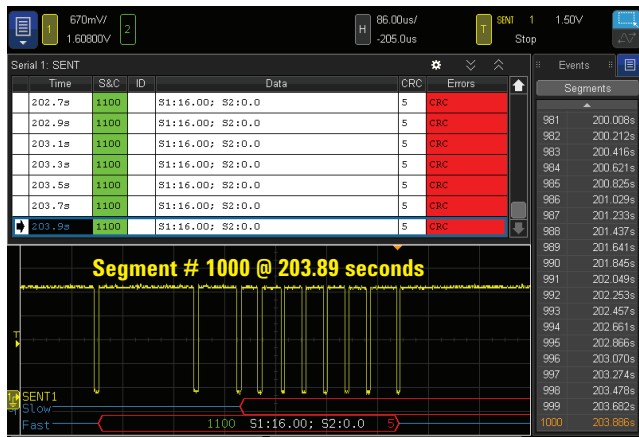 1 670mV/ 1.60800V 2 H 86.00us/ -205.0us T SENT 1 1.50V Stop
Serial 1: SENT
Time S&C ID Data CRC Errors
202.7s 1100 S1:16.00; S2:0.0 5 CRC
202.9s 1100 S1:16.00; S2:0.0 5 CRC
203.1s 1100 S1:16.00; S2:0.0 5 CRC
203.3s 1100 S1:16.00; S2:0.0 5 CRC
203.5s 1100 S1:16.00; S2:0.0 5 CRC
203.7s 1100 S1:16.00; S2:0.0 5 CRC
203.9s 1100 S1:16.00; S2:0.0 5 CRC
Segment # 1000 @ 203.89 seconds
T
SENT1
Slow
Fast 1100 S1:16.00; S2:0.0 5
Events
Segments
981 200.008s
982 200.212s
983 200.416s
984 200.621s
985 200.825s
986 201.029s
987 201.233s
988 201.437s
989 201.641s
990 201.845s
991 202.049s
992 202.253s
993 202.457s
994 202.661s
995 202.866s
996 203.070s
997 203.274s
998 203.478s
999 203.682s
1000 203.886s